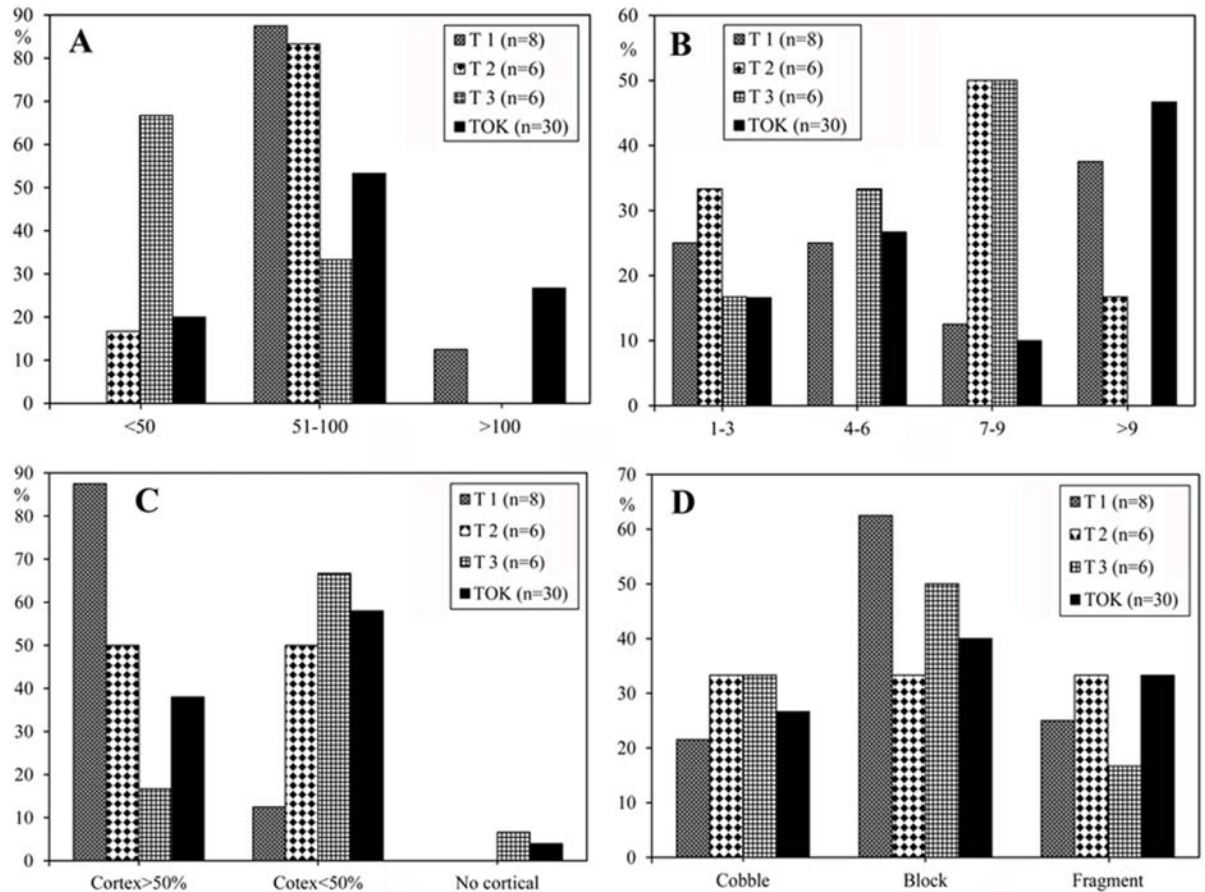 90
%
80
70
60
50
40
30
20
10
0
A
T 1 (n=8)
T 2 (n=6)
T 3 (n=6)
TOK (n=30)
<50 51-100 >100
60
%
50
40
30
20
10
0
B
T 1 (n=8)
T 2 (n=6)
T 3 (n=6)
TOK (n=30)
1-3 4-6 7-9 >9
90
%
80
70
60
50
40
30
20
10
0
C
T 1 (n=8)
T 2 (n=6)
T 3 (n=6)
TOK (n=30)
Cortex>50% Cotex<50% No cortical
70
%
60
50
40
30
20
10
0
D
T 1 (n=8)
T 2 (n=6)
T 3 (n=6)
TOK (n=30)
Cobble Block Fragment